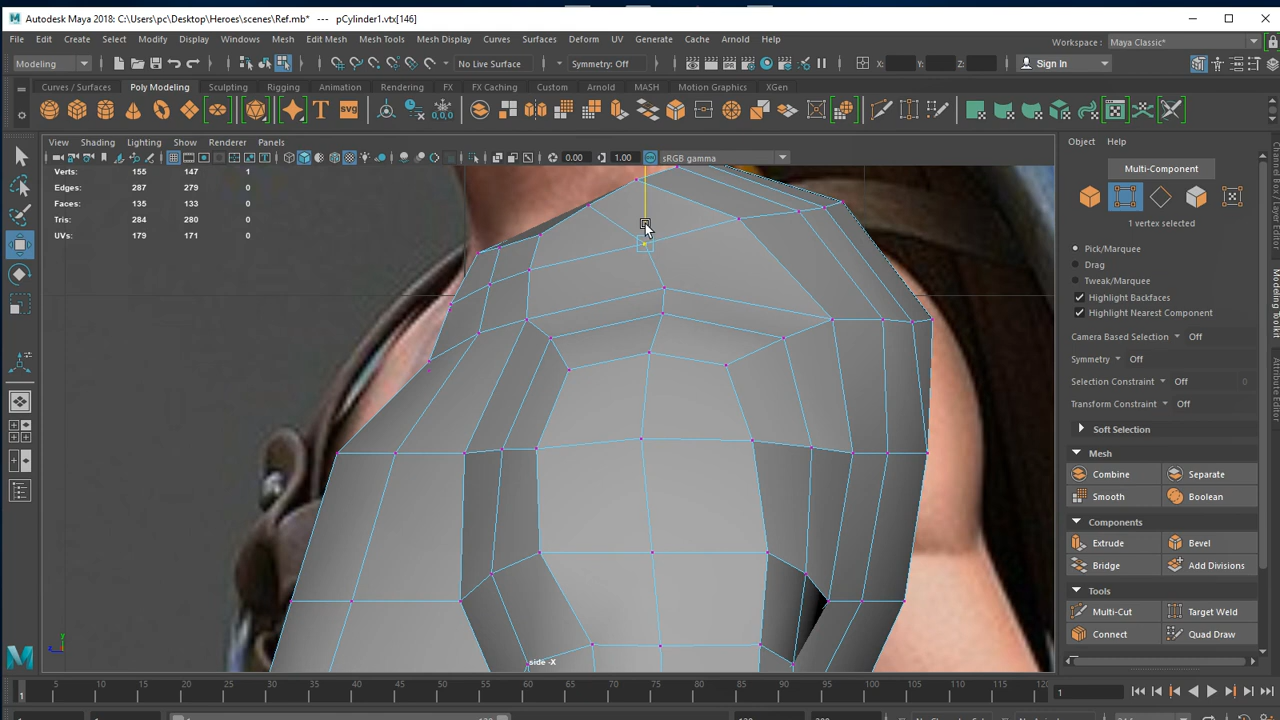 Autodesk Maya 2018: C:\Users\pc\Desktop\Heroes\scenes\Ref.mb* --- pCylinder1.vtx[146]
File Edit Create Select Modify Display Windows Mesh Edit Mesh Mesh Tools Mesh Display Curves Surfaces Deform UV Generate Cache Arnold Help
Workspace : Maya Classic*
Modeling No Live Surface Symmetry: Off X: Y: Z: Sign In
Curves / Surfaces Poly Modeling Sculpting Rigging Animation Rendering FX FX Caching Custom Arnold MASH Motion Graphics XGen
T SVG
View Shading Lighting Show Renderer Panels
Object Help
0.00 1.00 sRGB gamma
Multi-Component
Verts: 155 147 1
Edges: 287 279 0
Faces: 135 133 0
Tris: 284 280 0
UVs: 179 171 0
1 vertex selected
Pick/Marquee
Drag
Tweak/Marquee
Highlight Backfaces
Highlight Nearest Component
Camera Based Selection Off
Symmetry Off
Selection Constraint Off 0
Transform Constraint Off
Soft Selection
Mesh
Combine Separate
Smooth Boolean
Components
Extrude Bevel
Bridge Add Divisions
Tools
Multi-Cut Target Weld
Connect Quad Draw
Modeling Toolkit
Attribute Editor
y
z
side -X
5 10 15 20 25 30 35 40 45 50 55 60 65 70 75 80 85 90 95 100 105 110 115
1
1